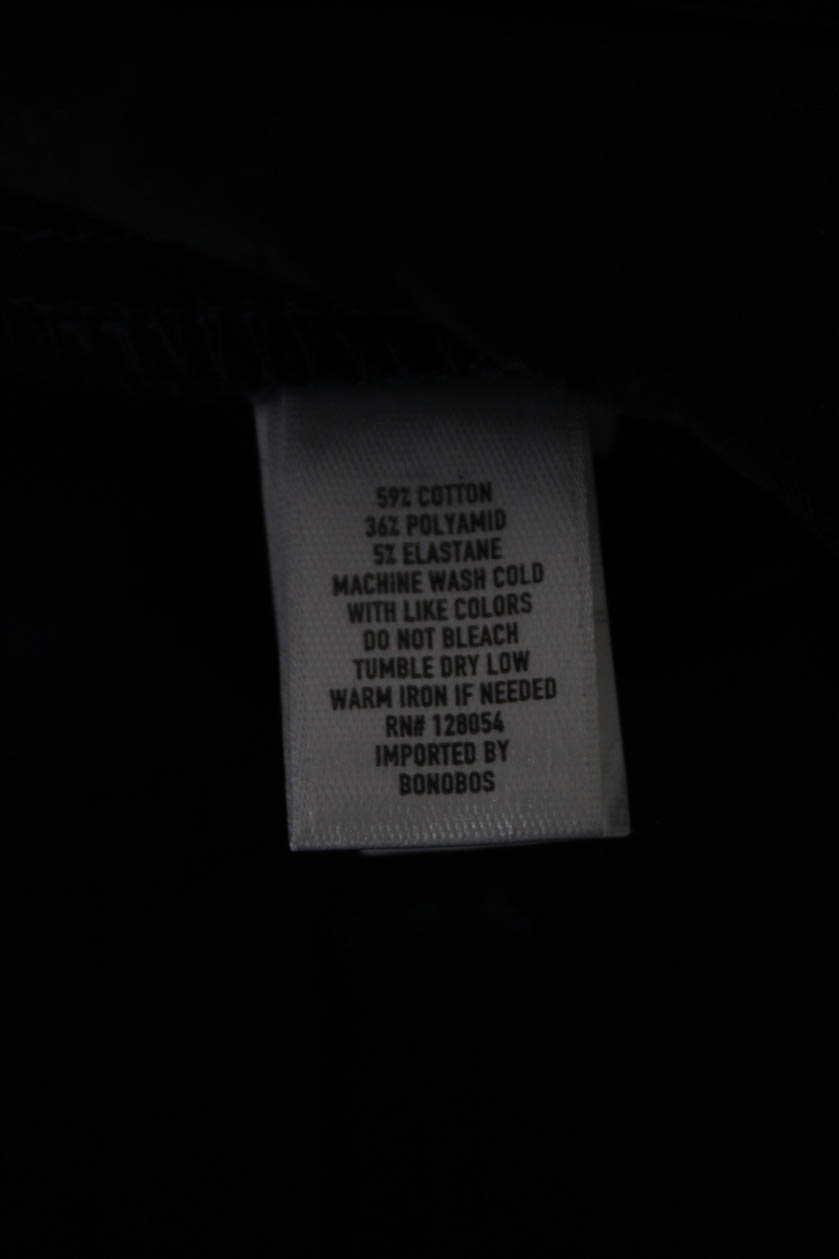 59% COTTON
36% POLYAMID
5% ELASTANE
MACHINE WASH COLD
WITH LIKE COLORS
DO NOT BLEACH
TUMBLE DRY LOW
WARM IRON IF NEEDED
RN# 128054
IMPORTED BY
BONOBOS